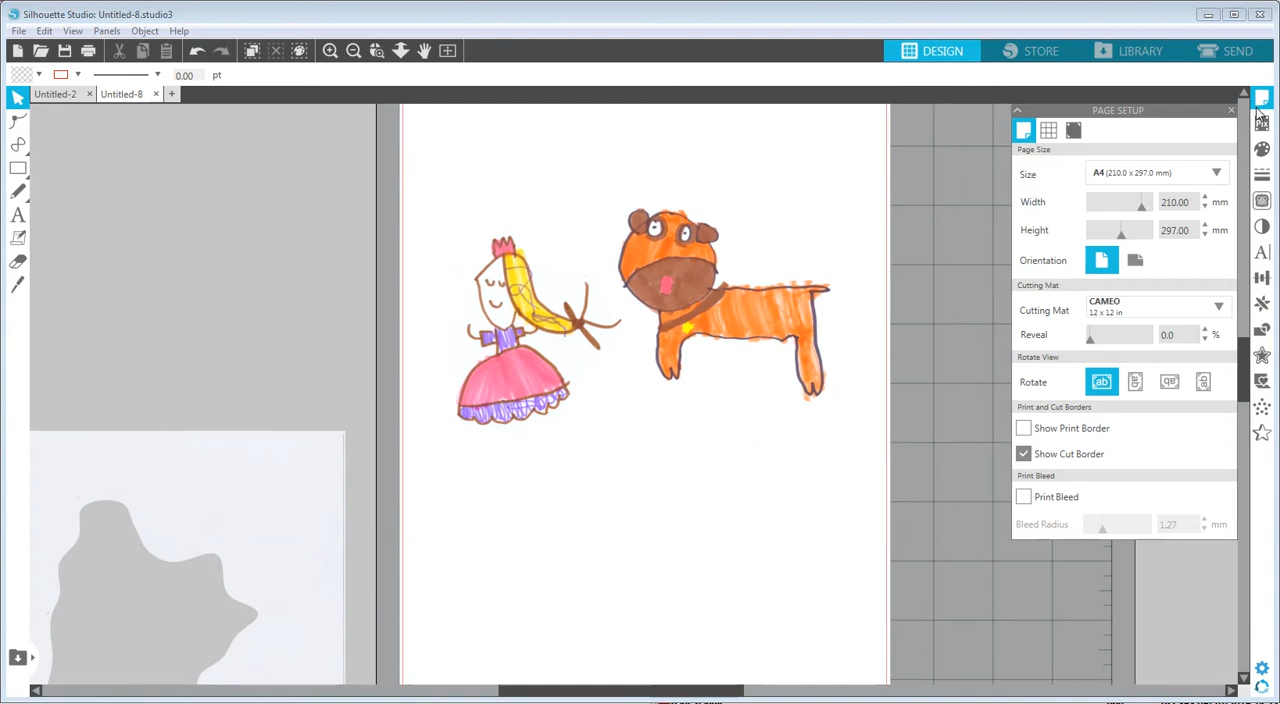 Silhouette Studio: Untitled-8.studio3
File Edit View Panels Object Help
DESIGN STORE LIBRARY SEND
0.00 pt
Untitled-2 × Untitled-8 × +
PAGE SETUP
Page Size
Size A4 (210.0 x 297.0 mm)
Width 210.00 mm
Height 297.00 mm
Orientation
Cutting Mat
Cutting Mat CAMEO
12 x 12 in
Reveal 0.0 %
Rotate View
Rotate
Print and Cut Borders
Show Print Border
Show Cut Border
Print Bleed
Print Bleed
Bleed Radius 1.27 mm